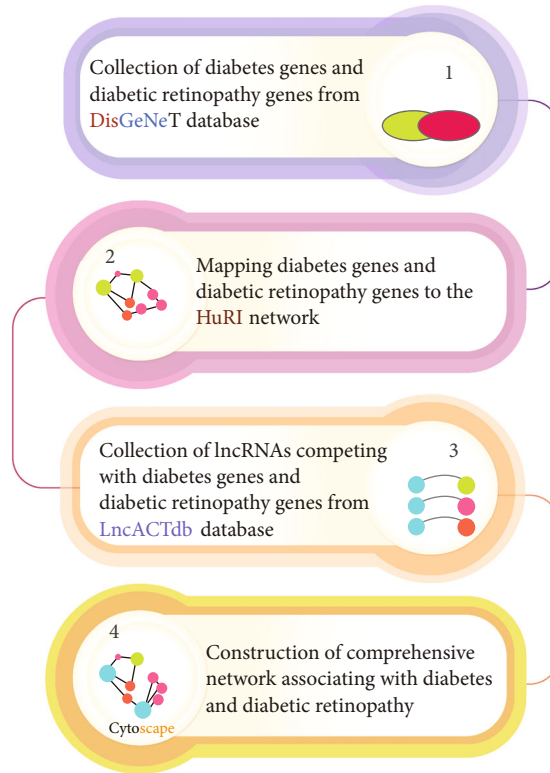 Collection of diabetes genes and
diabetic retinopathy genes from
DisGeNeT database
1
2
Mapping diabetes genes and
diabetic retinopathy genes to the
HuRI network
Collection of lncRNAs competing
with diabetes genes and
diabetic retinopathy genes from
LncACTdb database
3
4
Cytoscape
Construction of comprehensive
network associating with diabetes
and diabetic retinopathy